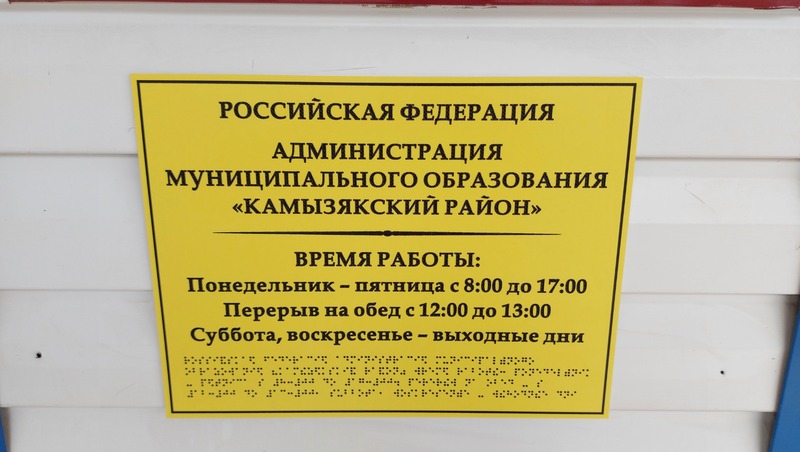 РОССИЙСКАЯ ФЕДЕРАЦИЯ
АДМИНИСТРАЦИЯ
МУНИЦИПАЛЬНОГО ОБРАЗОВАНИЯ
«КАМЫЗЯКСКИЙ РАЙОН»
ВРЕМЯ РАБОТЫ:
Понедельник – пятница с 8:00 до 17:00
Перерыв на обед с 12:00 до 13:00
Суббота, воскресенье – выходные дни